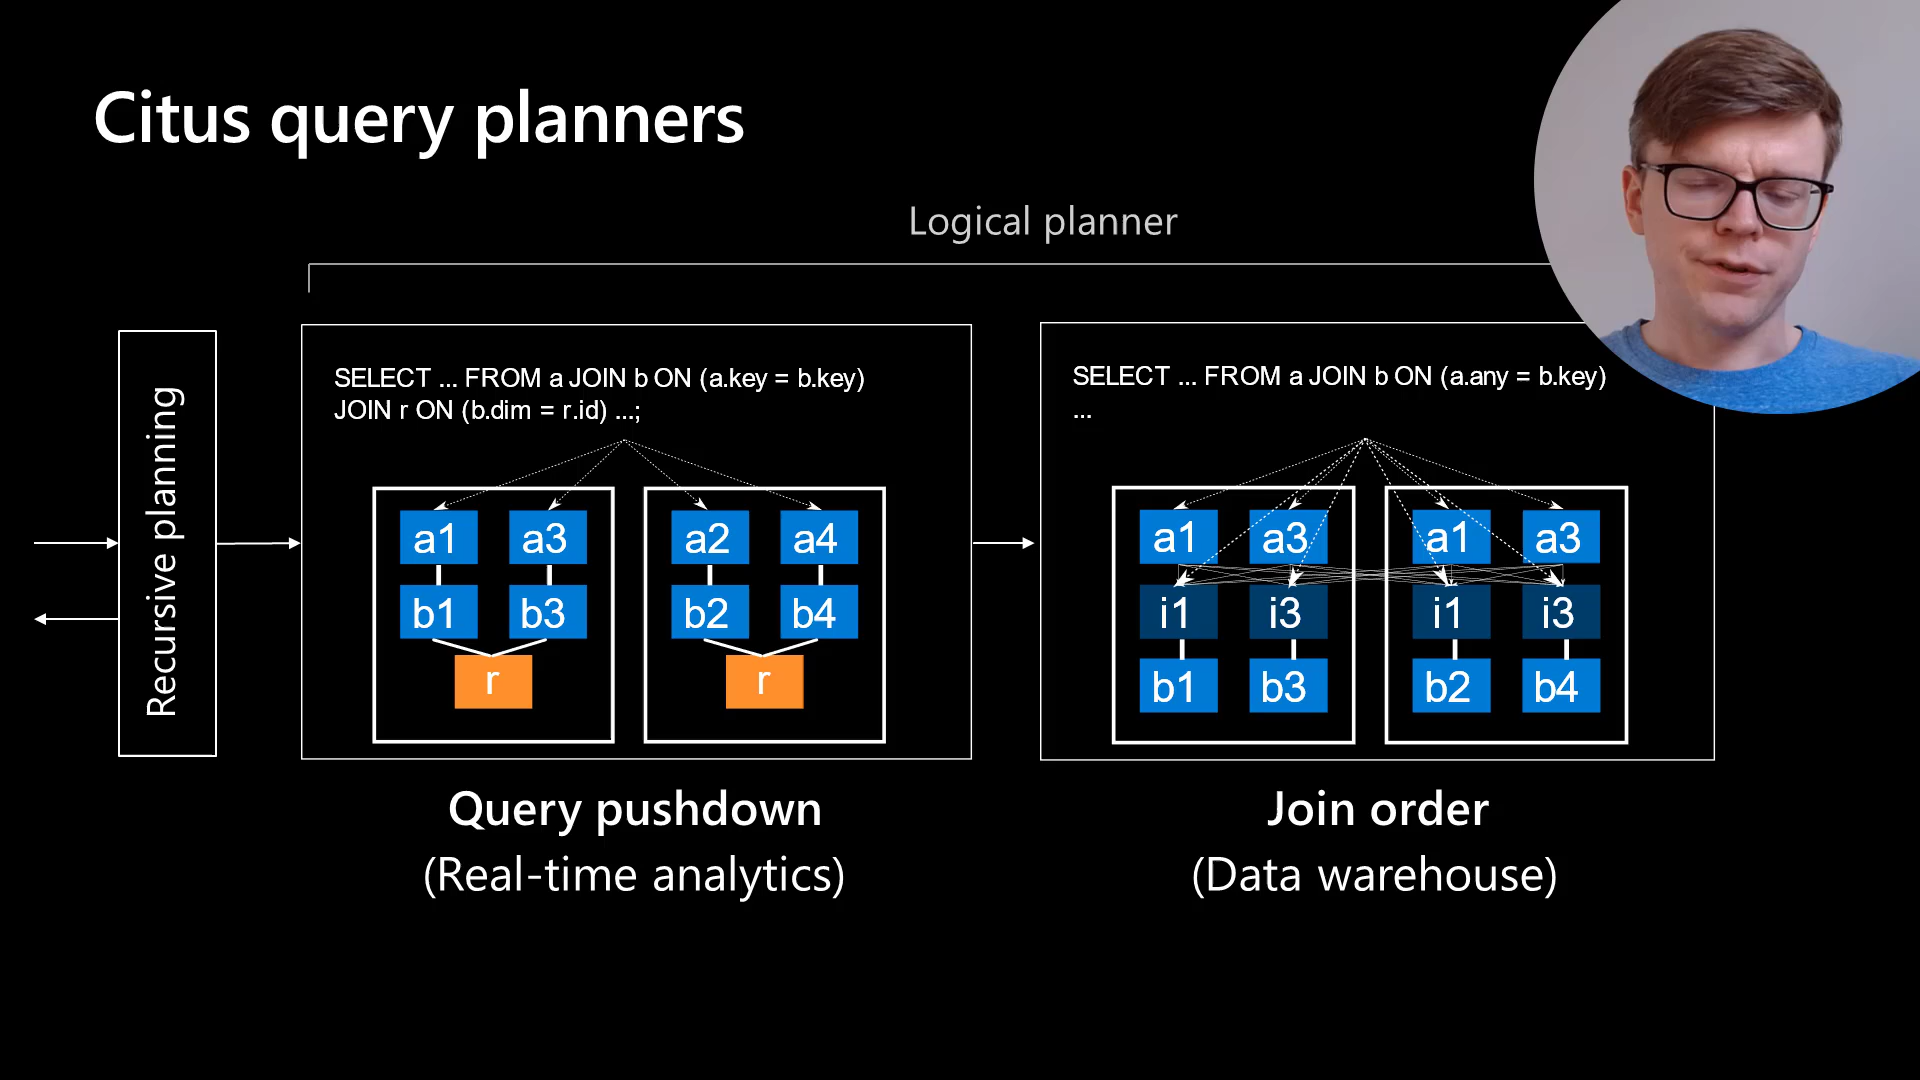 Citus query planners
Logical planner
Recursive planning
SELECT ... FROM a JOIN b ON (a.key = b.key)
JOIN r ON (b.dim = r.id) ...;
a1 a3 a2 a4
b1 b3 b2 b4
r r
Query pushdown
(Real-time analytics)
SELECT ... FROM a JOIN b ON (a.any = b.key)
...
a1 a3 a1 a3
i1 i3 i1 i3
b1 b3 b2 b4
Join order
(Data warehouse)